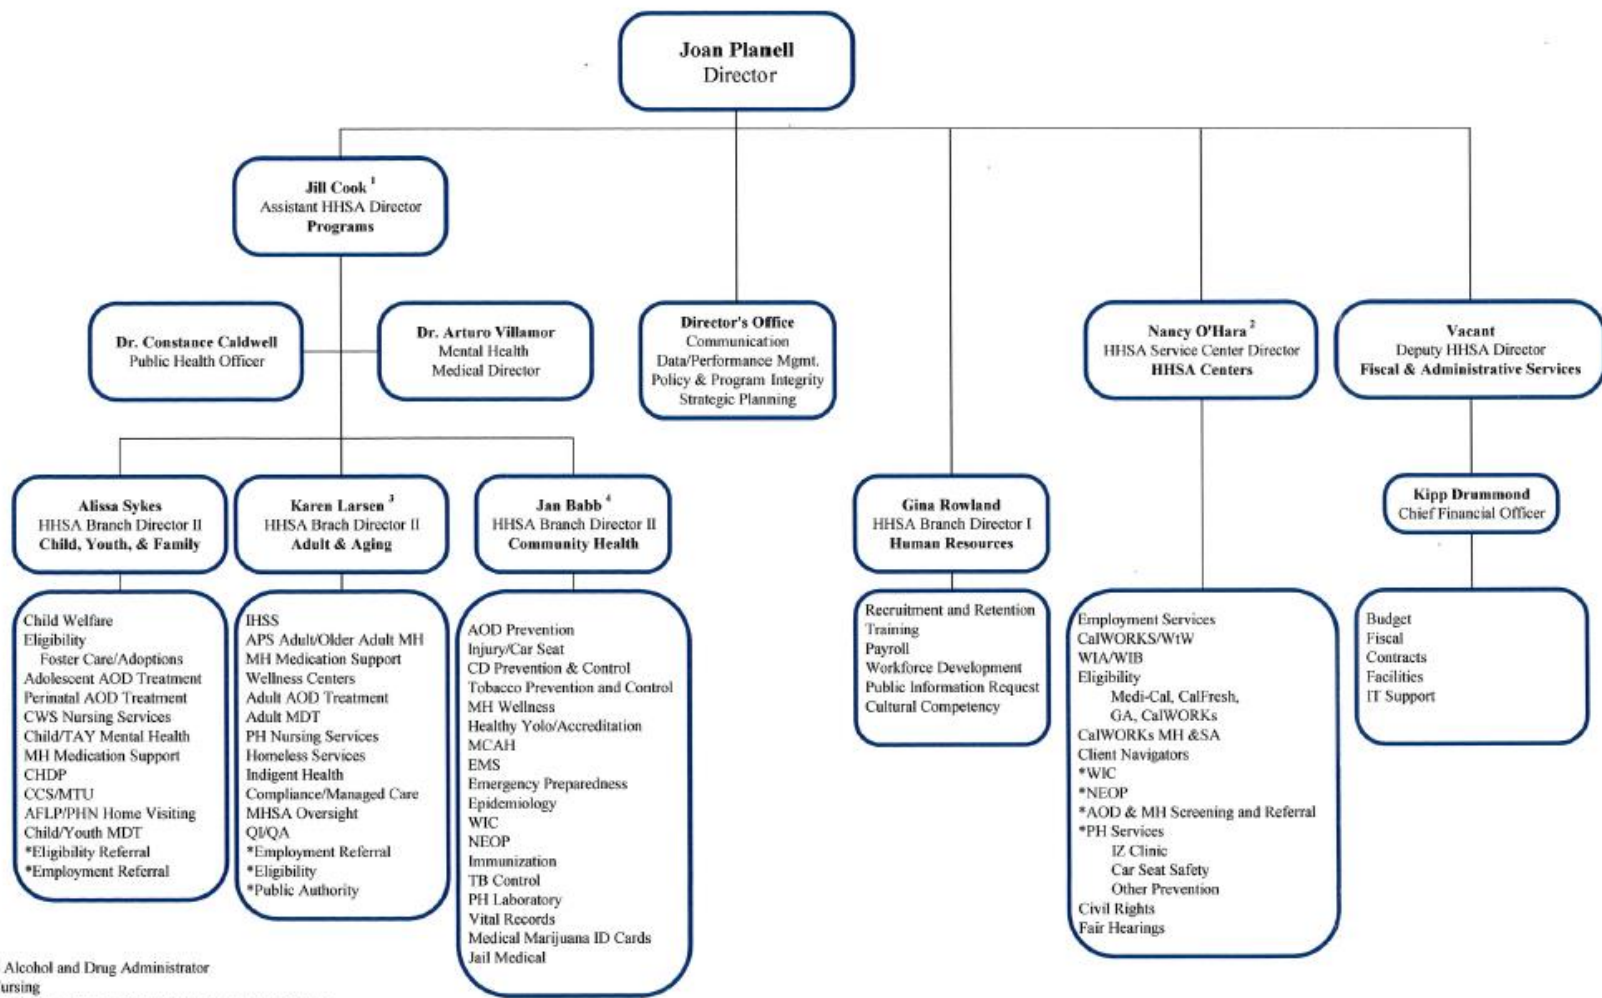 Joan Planell
Director
Jill Cook 1
Assistant HHSA Director
Programs
Dr. Constance Caldwell
Public Health Officer
Dr. Arturo Villamor
Mental Health
Medical Director
Director's Office
Communication
Data/Performance Mgmt.
Policy & Program Integrity
Strategic Planning
Nancy O'Hara 2
HHSA Service Center Director
HHSA Centers
Vacant
Deputy HHSA Director
Fiscal & Administrative Services
Alissa Sykes
HHSA Branch Director II
Child, Youth, & Family
Karen Larsen 3
HHSA Brach Director II
Adult & Aging
Jan Babb 4
HHSA Branch Director II
Community Health
Gina Rowland
HHSA Branch Director I
Human Resources
Kipp Drummond
Chief Financial Officer
Child Welfare
Eligibility
Foster Care/Adoptions
Adolescent AOD Treatment
Perinatal AOD Treatment
CWS Nursing Services
Child/TAY Mental Health
MH Medication Support
CHDP
CCS/MTU
AFLP/PHN Home Visiting
Child/Youth MDT
*Eligibility Referral
*Employment Referral
IHSS
APS Adult/Older Adult MH
MH Medication Support
Wellness Centers
Adult AOD Treatment
Adult MDT
PH Nursing Services
Homeless Services
Indigent Health
Compliance/Managed Care
MHSA Oversight
QI/QA
*Employment Referral
*Eligibility
*Public Authority
AOD Prevention
Injury/Car Seat
CD Prevention & Control
Tobacco Prevention and Control
MH Wellness
Healthy Yolo/Accreditation
MCAH
EMS
Emergency Preparedness
Epidemiology
WIC
NEOP
Immunization
TB Control
PH Laboratory
Vital Records
Medical Marijuana ID Cards
Jail Medical
Recruitment and Retention
Training
Payroll
Workforce Development
Public Information Request
Cultural Competency
Employment Services
CalWORKS/WtW
WIA/WIB
Eligibility
Medi-Cal, CalFresh,
GA, CalWORKs
CalWORKs MH &SA
Client Navigators
*WIC
*NEOP
*AOD & MH Screening and Referral
*PH Services
IZ Clinic
Car Seat Safety
Other Prevention
Civil Rights
Fair Hearings
Budget
Fiscal
Contracts
Facilities
IT Support
Alcohol and Drug Administrator